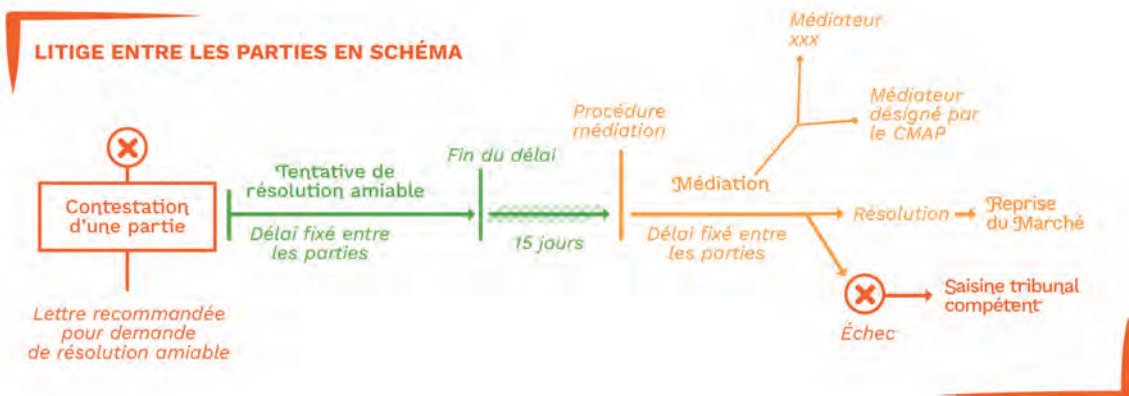 LITIGE ENTRE LES PARTIES EN SCHÉMA
Contestation
d'une partie
Lettre recommandée
pour demande
de résolution amiable
Tentative de
résolution amiable
Délai fixé entre
les parties
Fin du délai
15 jours
Procédure
médiation
Médiation
Médiateur
xxx
Médiateur
désigné par
le CMAP
Délai fixé entre
les parties
Résolution
Reprise
du Marché
Échec
Saisine tribunal
compétent